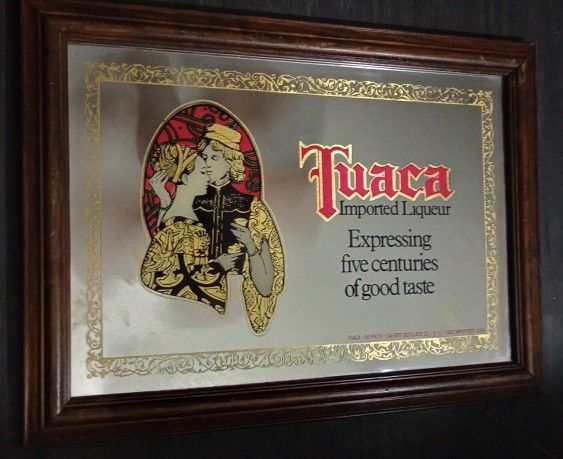 Tuaca
Imported Liqueur
Expressing
five centuries
of good taste